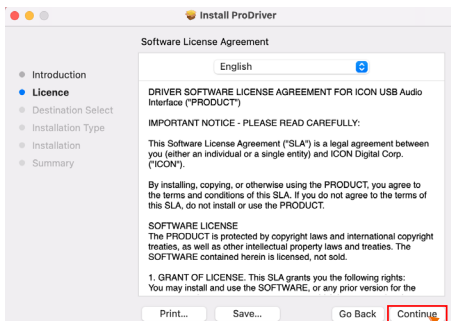 Install ProDriver
Software License Agreement
English
Introduction
Licence
Destination Select
Installation Type
Installation
Summary
DRIVER SOFTWARE LICENSE AGREEMENT FOR ICON USB Audio
Interface ("PRODUCT")
IMPORTANT NOTICE - PLEASE READ CAREFULLY:
This Software License Agreement ("SLA") is a legal agreement between
you (either an individual or a single entity) and ICON Digital Corp.
("ICON").
By installing, copying, or otherwise using the PRODUCT, you agree to
the terms and conditions of this SLA. If you do not agree to the terms of
this SLA, do not install or use the PRODUCT.
SOFTWARE LICENSE
The PRODUCT is protected by copyright laws and international copyright
treaties, as well as other intellectual property laws and treaties. The
SOFTWARE contained herein is licensed, not sold.
1. GRANT OF LICENSE. This SLA grants you the following rights:
You may install and use the SOFTWARE, or any prior version for the
Print...
Save...
Go Back
Continue